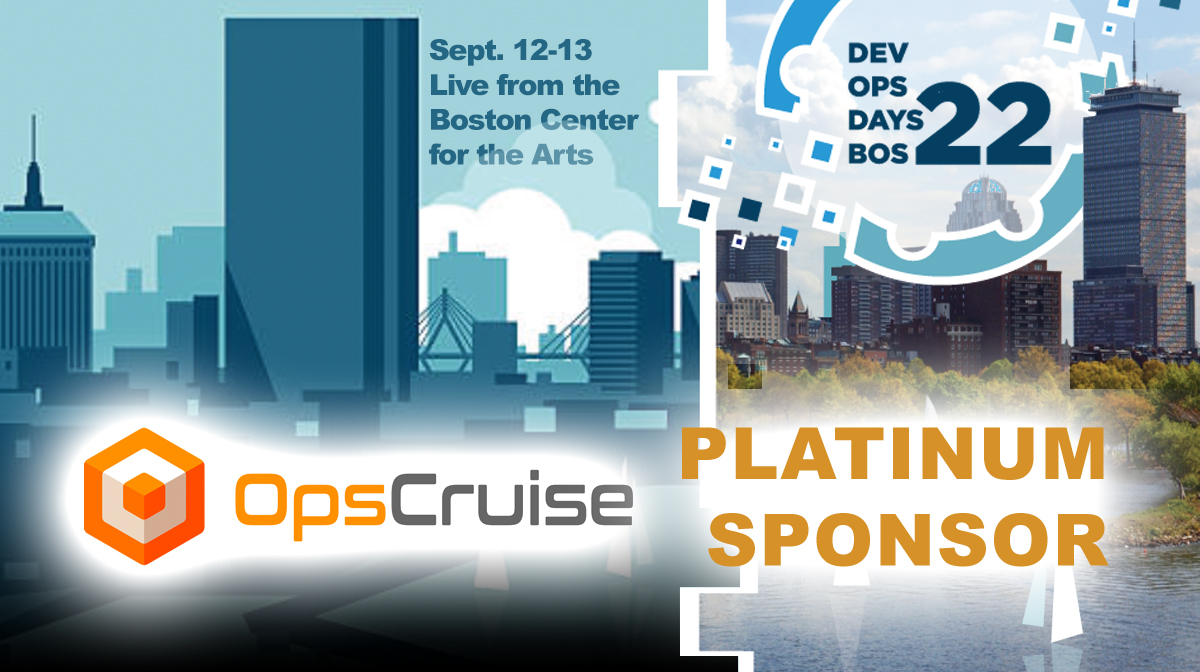 Sept. 12-13
Live from the
Boston Center
for the Arts
DEV
OPS
DAYS
BOS 22
OpsCruise
PLATINUM
SPONSOR